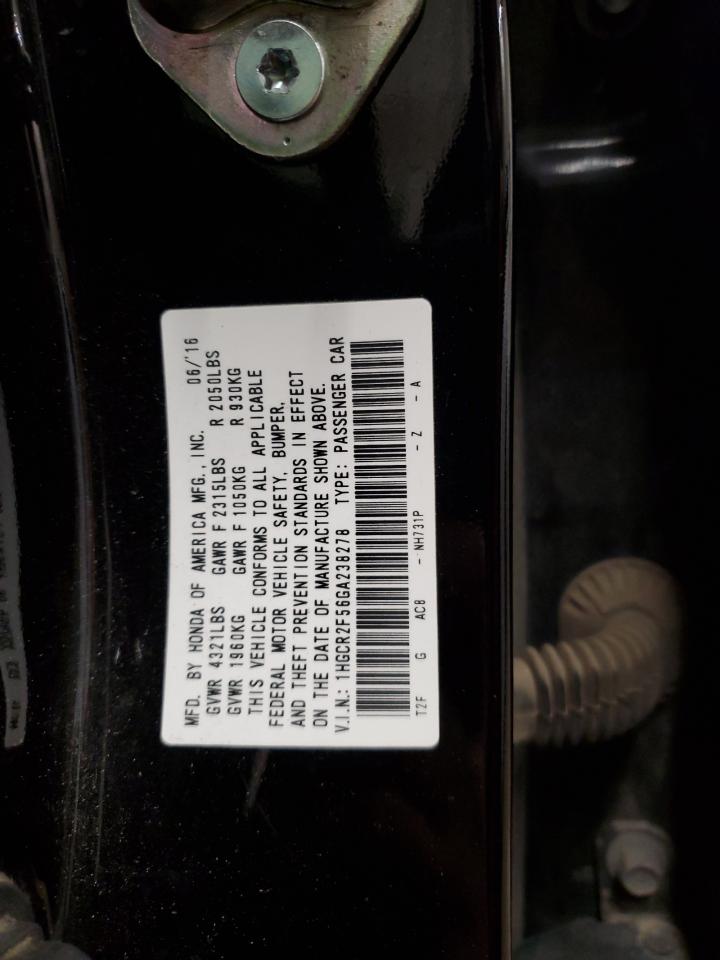 MFD. BY HONDA OF AMERICA MFG., INC. 06/'16
GVWR 4321LBS GAWR F 2315LBS R 2050LBS
GVWR 1960KG GAWR F 1050KG R 930KG
THIS VEHICLE CONFORMS TO ALL APPLICABLE
FEDERAL MOTOR VEHICLE SAFETY, BUMPER,
AND THEFT PREVENTION STANDARDS IN EFFECT
ON THE DATE OF MANUFACTURE SHOWN ABOVE.
V.I.N.: 1HGCR2F56GA238278 TYPE: PASSENGER CAR
T2F G AC8 - NH731P - Z - A